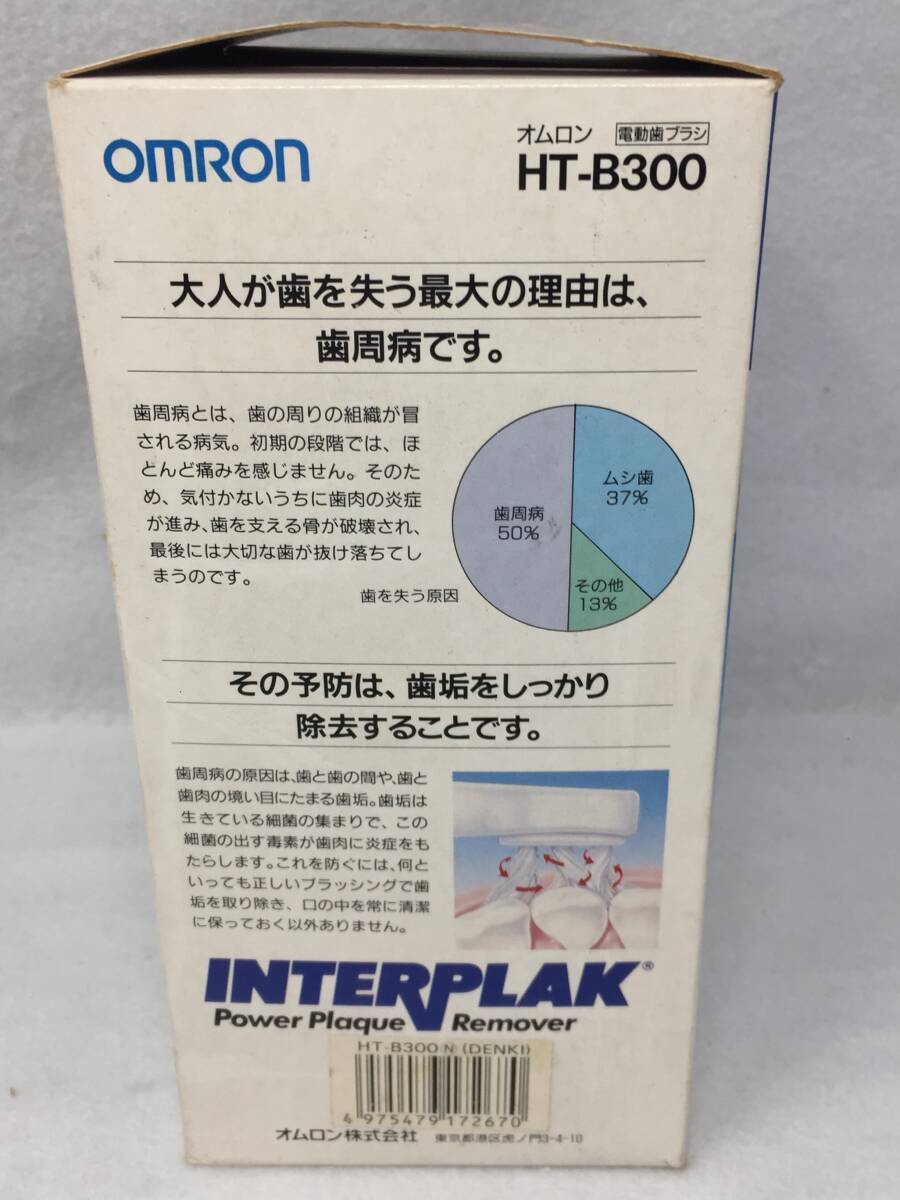 OMRON
オムロン 電動歯ブラシ
HT-B300
大人が歯を失う最大の理由は、
歯周病です。
歯周病とは、歯の周りの組織が冒
される病気。初期の段階では、ほ
とんど痛みを感じません。そのた
め、気付かないうちに歯肉の炎症
が進み、歯を支える骨が破壊され、
最後には大切な歯が抜け落ちてし
まうのです。
ムシ歯
37%
歯周病
50%
その他
13%
歯を失う原因
その予防は、歯垢をしっかり
除去することです。
歯周病の原因は、歯と歯の間や、歯と
歯肉の境い目にたまる歯垢。歯垢は
生きている細菌の集まりで、この
細菌の出す毒素が歯肉に炎症をも
たらします。これを防ぐには、何と
いっても正しいブラッシングで歯
垢を取り除き、口の中を常に清潔
に保っておく以外ありません。
INTERPLAK®
Power Plaque Remover
HT-B300Ⓝ(DENKI)
4 975479 172670
オムロン株式会社 東京都港区虎ノ門3-4-10